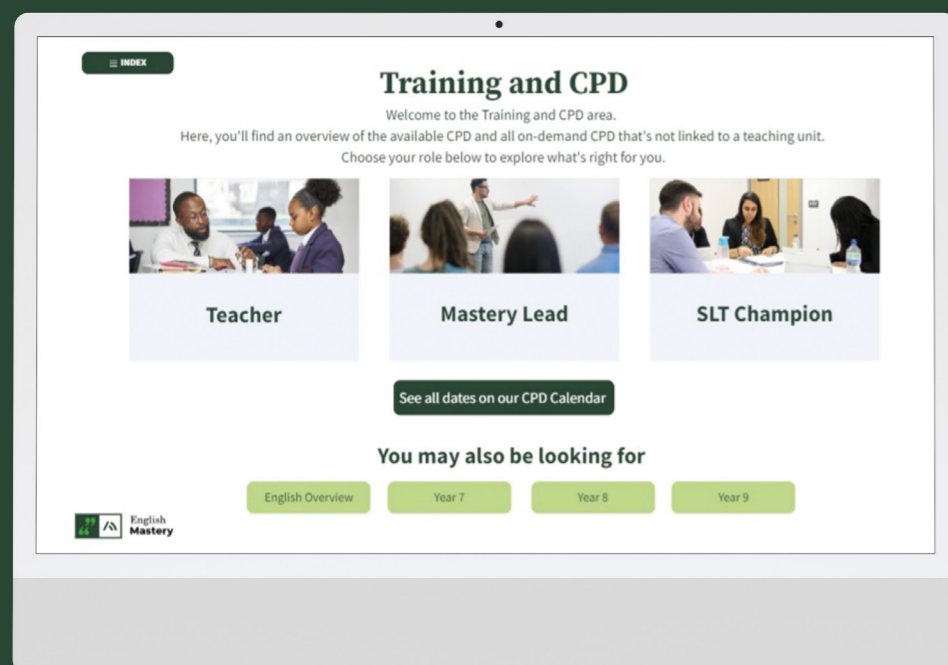 ≡ INDEX
Training and CPD
Welcome to the Training and CPD area.
Here, you'll find an overview of the available CPD and all on-demand CPD that's not linked to a teaching unit.
Choose your role below to explore what's right for you.
Teacher
Mastery Lead
SLT Champion
See all dates on our CPD Calendar
You may also be looking for
English Overview
Year 7
Year 8
Year 9
English
Mastery